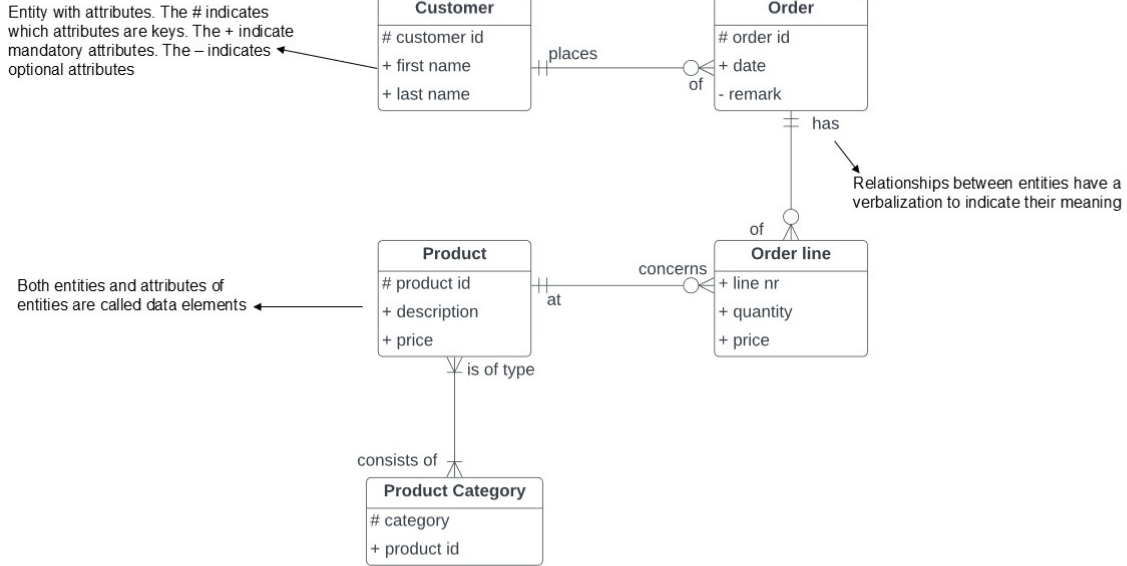 Entity with attributes. The # indicates
which attributes are keys. The + indicate
mandatory attributes. The – indicates
optional attributes
Customer
# customer id
+ first name
+ last name
places
of
Order
# order id
+ date
- remark
has
Relationships between entities have a
verbalization to indicate their meaning
of
Both entities and attributes of
entities are called data elements
Product
# product id
+ description
+ price
at
concerns
Order line
+ line nr
+ quantity
+ price
is of type
consists of
Product Category
# category
+ product id